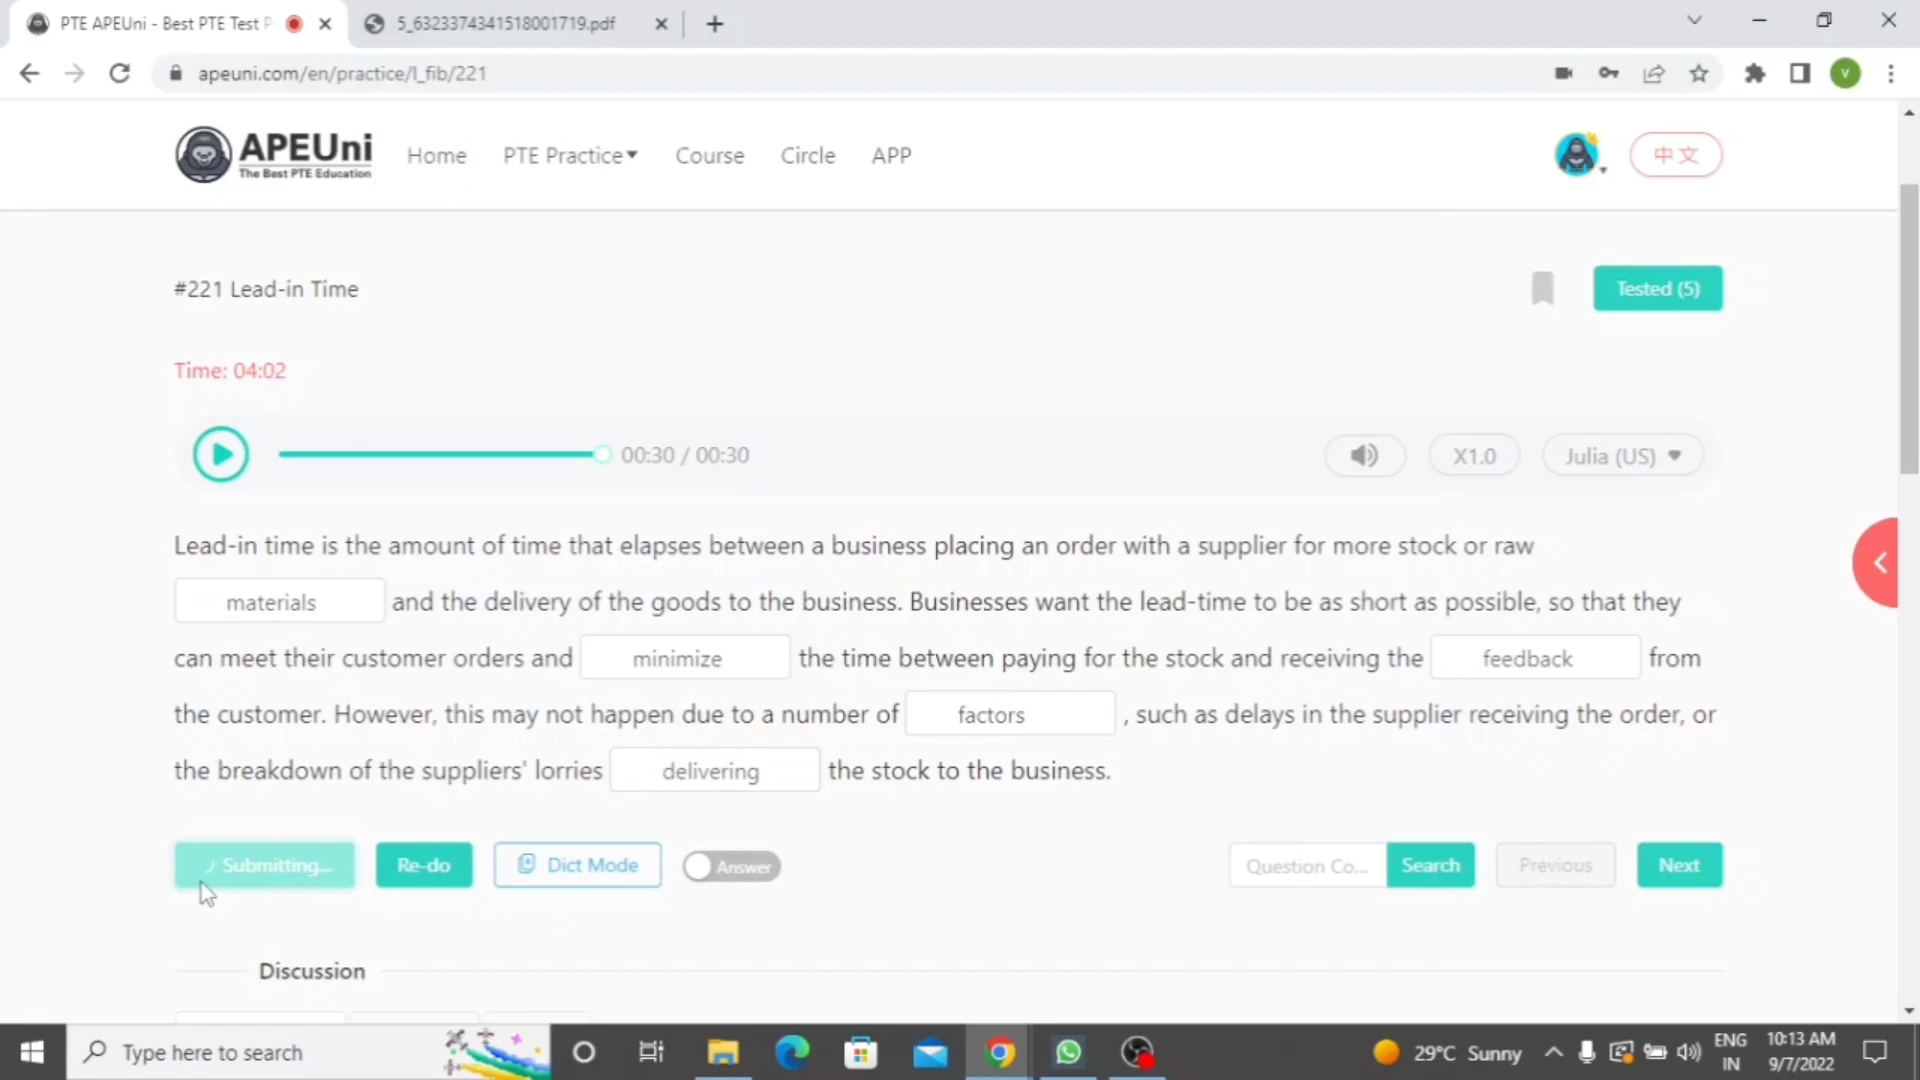 PTE APEUni - Best PTE Test P
5_6323374341518001719.pdf
apeuni.com/en/practice/l_fib/221
V
APEUni
The Best PTE Education
Home
PTE Practice
Course
Circle
APP
中文
#221 Lead-in Time
Tested (5)
Time: 04:02
00:30 / 00:30
X1.0
Julia (US)
Lead-in time is the amount of time that elapses between a business placing an order with a supplier for more stock or raw
materials and the delivery of the goods to the business. Businesses want the lead-time to be as short as possible, so that they
can meet their customer orders and minimize the time between paying for the stock and receiving the feedback from
the customer. However, this may not happen due to a number of factors , such as delays in the supplier receiving the order, or
the breakdown of the suppliers' lorries delivering the stock to the business.
Submitting...
Re-do
Dict Mode
Answer
Question Co...
Search
Previous
Next
Discussion
Type here to search
29°C Sunny
ENG
IN
10:13 AM
9/7/2022